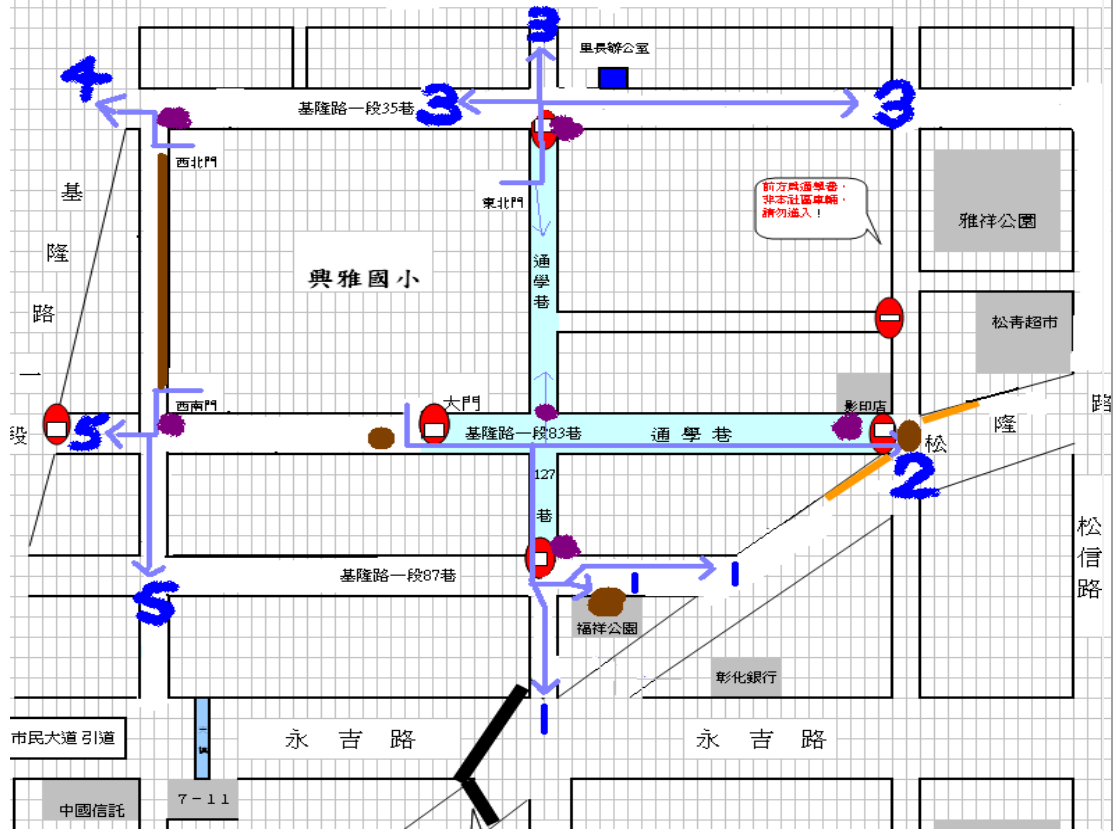 3
里長辦公室
4
基隆路一段35巷
3
3
西北門
東北門
前方為通學巷，
非本社區車輛，
請勿進入！
雅祥公園
基隆路一段
興雅國小
通學巷
松青超市
西南門
大門
影印店
5
基隆路一段83巷
通學巷
松隆路
2
127
巷
松信路
基隆路一段87巷
1
1
5
福祥公園
彰化銀行
1
市民大道引道
永吉路
永吉路
7－11
中國信託